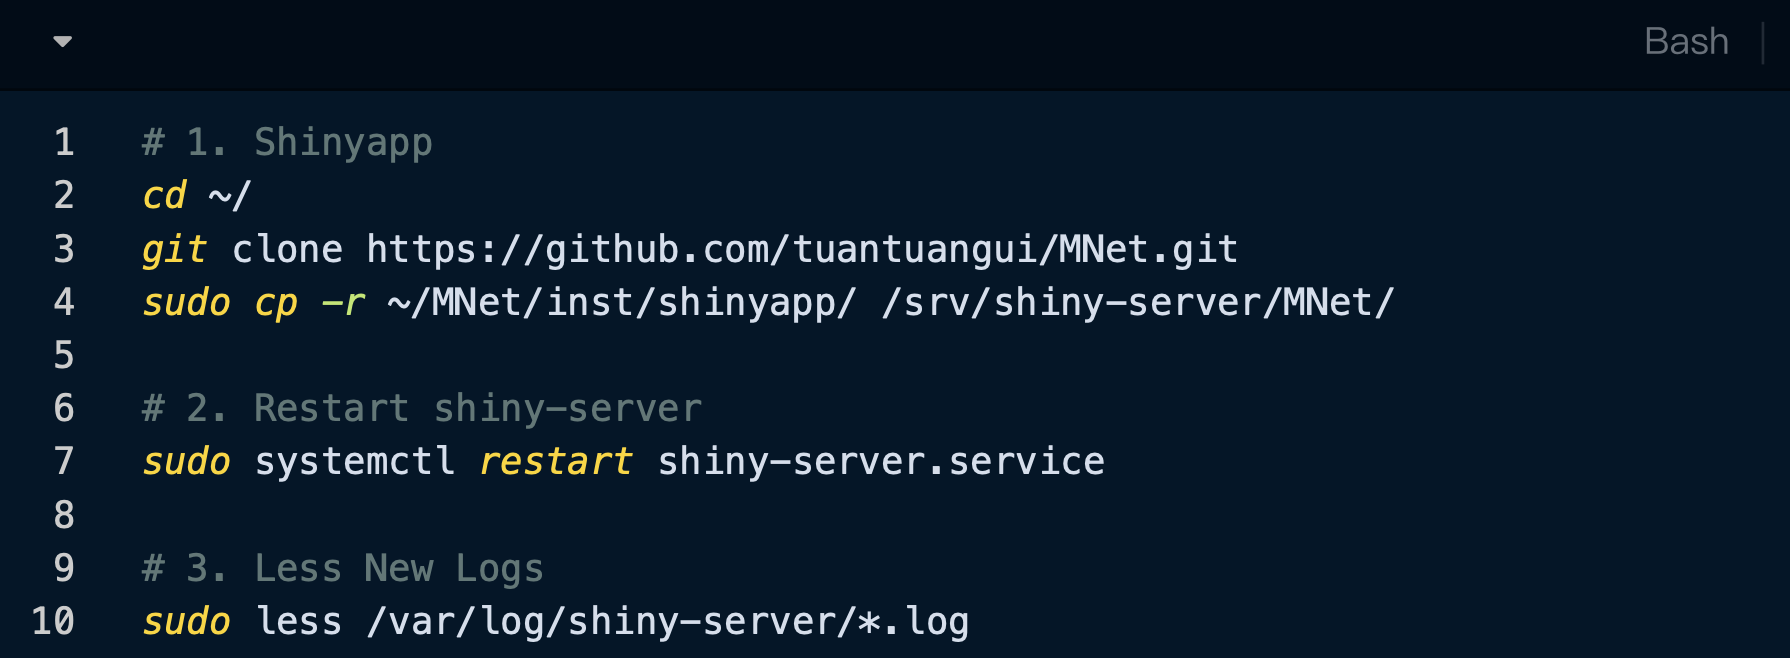 Bash
1 # 1. Shinyapp
2 cd ~/
3 git clone https://github.com/tuantuangui/MNet.git
4 sudo cp -r ~/MNet/inst/shinyapp/ /srv/shiny-server/MNet/
5
6 # 2. Restart shiny-server
7 sudo systemctl restart shiny-server.service
8
9 # 3. Less New Logs
10 sudo less /var/log/shiny-server/*.log